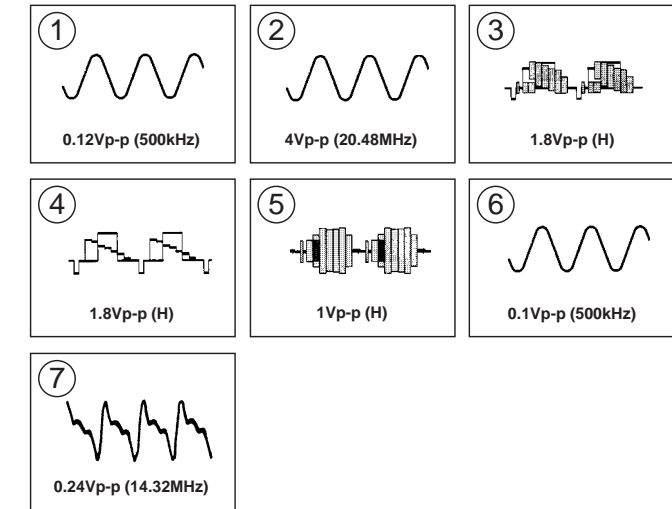 1
0.12Vp-p (500kHz)
2
4Vp-p (20.48MHz)
3
1.8Vp-p (H)
4
1.8Vp-p (H)
5
1Vp-p (H)
6
0.1Vp-p (500kHz)
7
0.24Vp-p (14.32MHz)